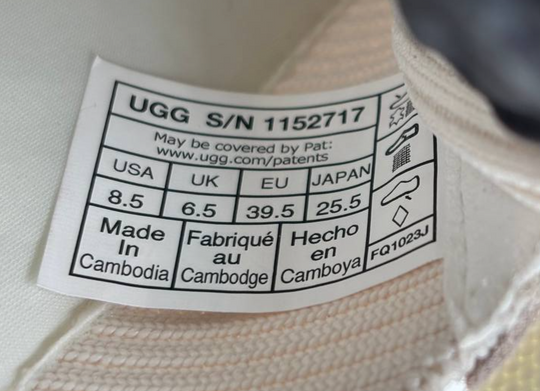 UGG S/N 1152717
May be covered by Pat:
www.ugg.com/patents
USA UK EU JAPAN
8.5 6.5 39.5 25.5
Made In Cambodia
Fabriqué au Cambodge
Hecho en Camboya
FQ1023J